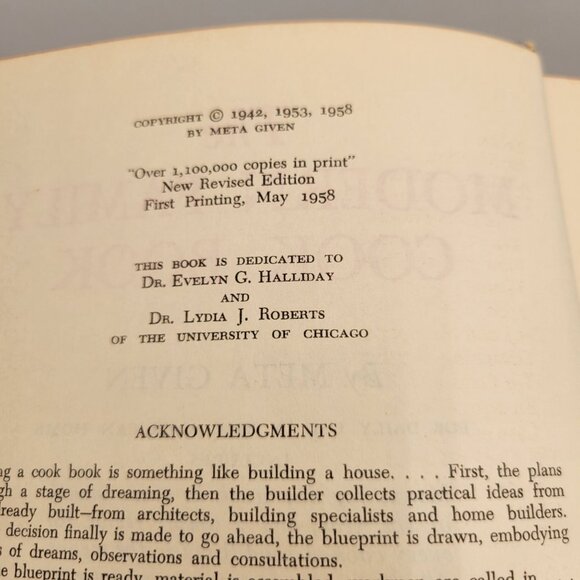 COPYRIGHT © 1942, 1953, 1958
BY META GIVEN
"Over 1,100,000 copies in print"
New Revised Edition
First Printing, May 1958
THIS BOOK IS DEDICATED TO
DR. EVELYN G. HALLIDAY
AND
DR. LYDIA J. ROBERTS
OF THE UNIVERSITY OF CHICAGO
ACKNOWLEDGMENTS
a cook book is something like building a house. . . . First, the plans
a stage of dreaming, then the builder collects practical ideas from
built—from architects, building specialists and home builders.
decision finally is made to go ahead, the blueprint is drawn, embodying
of dreams, observations and consultations.
blueprint is ready, material is